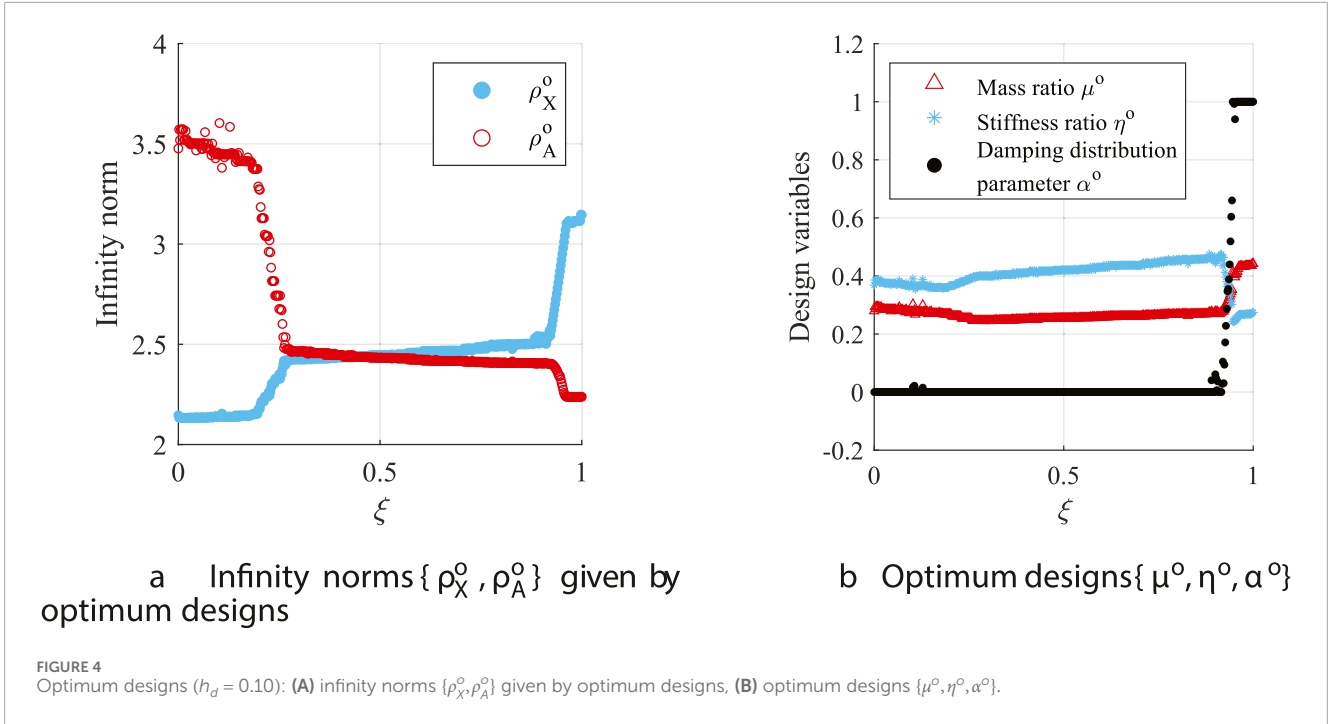 4
3.5
3
2.5
2
0
0.5
1
Infinity norm
ξ
ρ_X^o
ρ_A^o
1.2
1
0.8
0.6
0.4
0.2
0
-0.2
0
0.5
1
Design variables
ξ
Mass ratio μ^o
Stiffness ratio η^o
Damping distribution
parameter α^o
a Infinity norms { ρ_X^o , ρ_A^o } given by
optimum designs
b Optimum designs{ μ^o, η^o, α^o}
FIGURE 4
Optimum designs (h_d = 0.10): (A) infinity norms {ρ_X^o, ρ_A^o} given by optimum designs, (B) optimum designs {μ^o, η^o, α^o}.